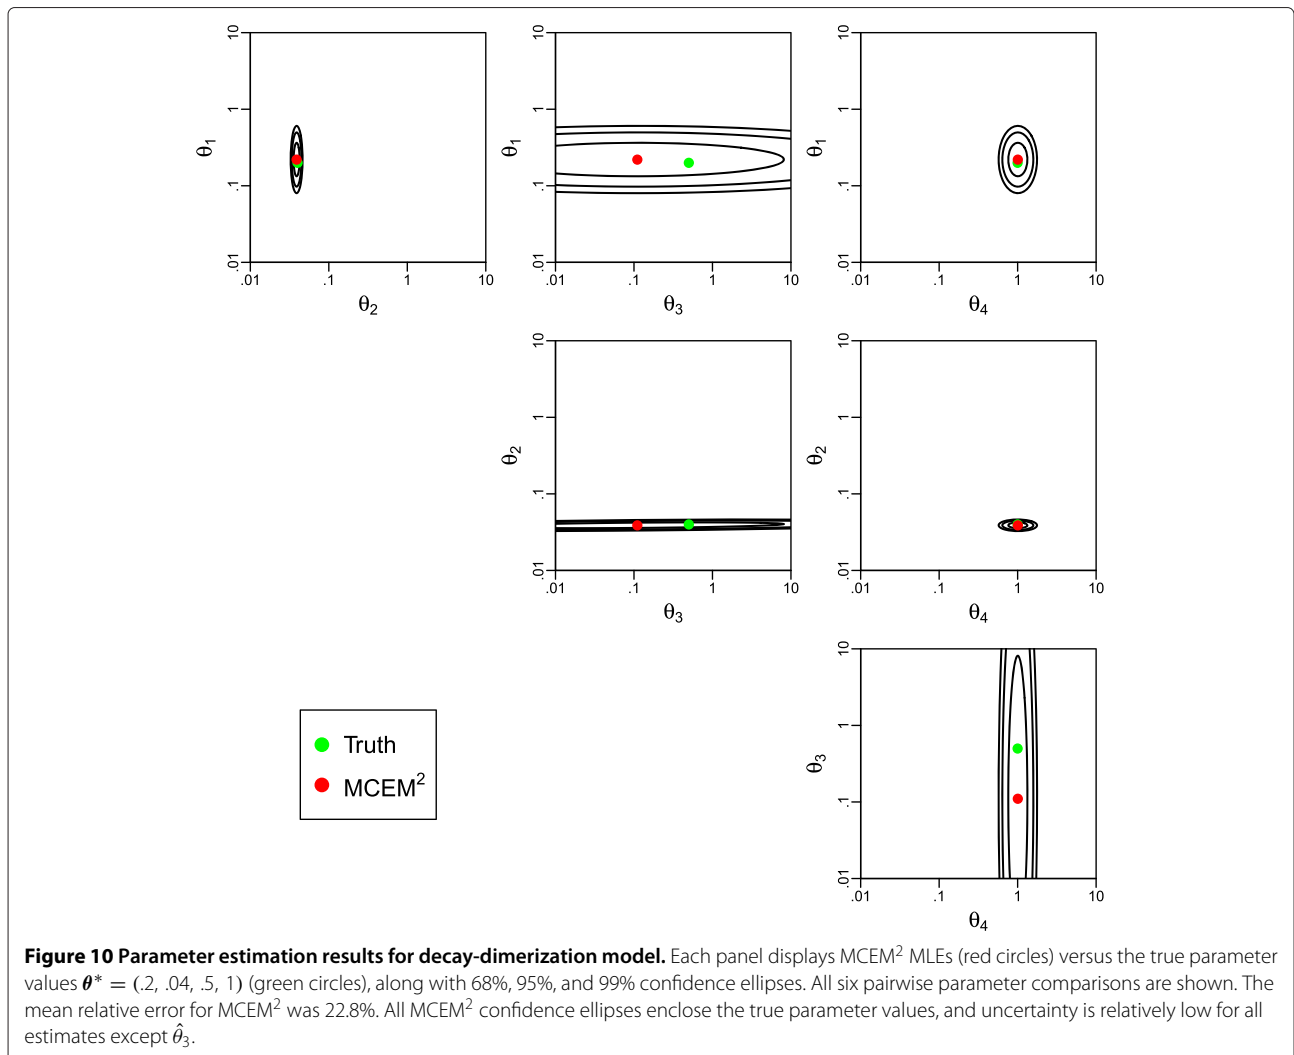 10 10 10
1 1 1
θ1 θ1 θ1
.1 .1 .1
.01 .01 .01
.01 .1 1 10 .01 .1 1 10 .01 .1 1 10
θ2 θ3 θ4
10 10
1 1
θ2 θ2
.1 .1
.01 .01
.01 .1 1 10 .01 .1 1 10
θ3 θ4
10
1
θ3
.1
.01
.01 .1 1 10
θ4
Truth
MCEM²
Figure 10 Parameter estimation results for decay-dimerization model. Each panel displays MCEM² MLEs (red circles) versus the true parameter
values θ* = (.2, .04, .5, 1) (green circles), along with 68%, 95%, and 99% confidence ellipses. All six pairwise parameter comparisons are shown. The
mean relative error for MCEM² was 22.8%. All MCEM² confidence ellipses enclose the true parameter values, and uncertainty is relatively low for all
estimates except θ̂3.